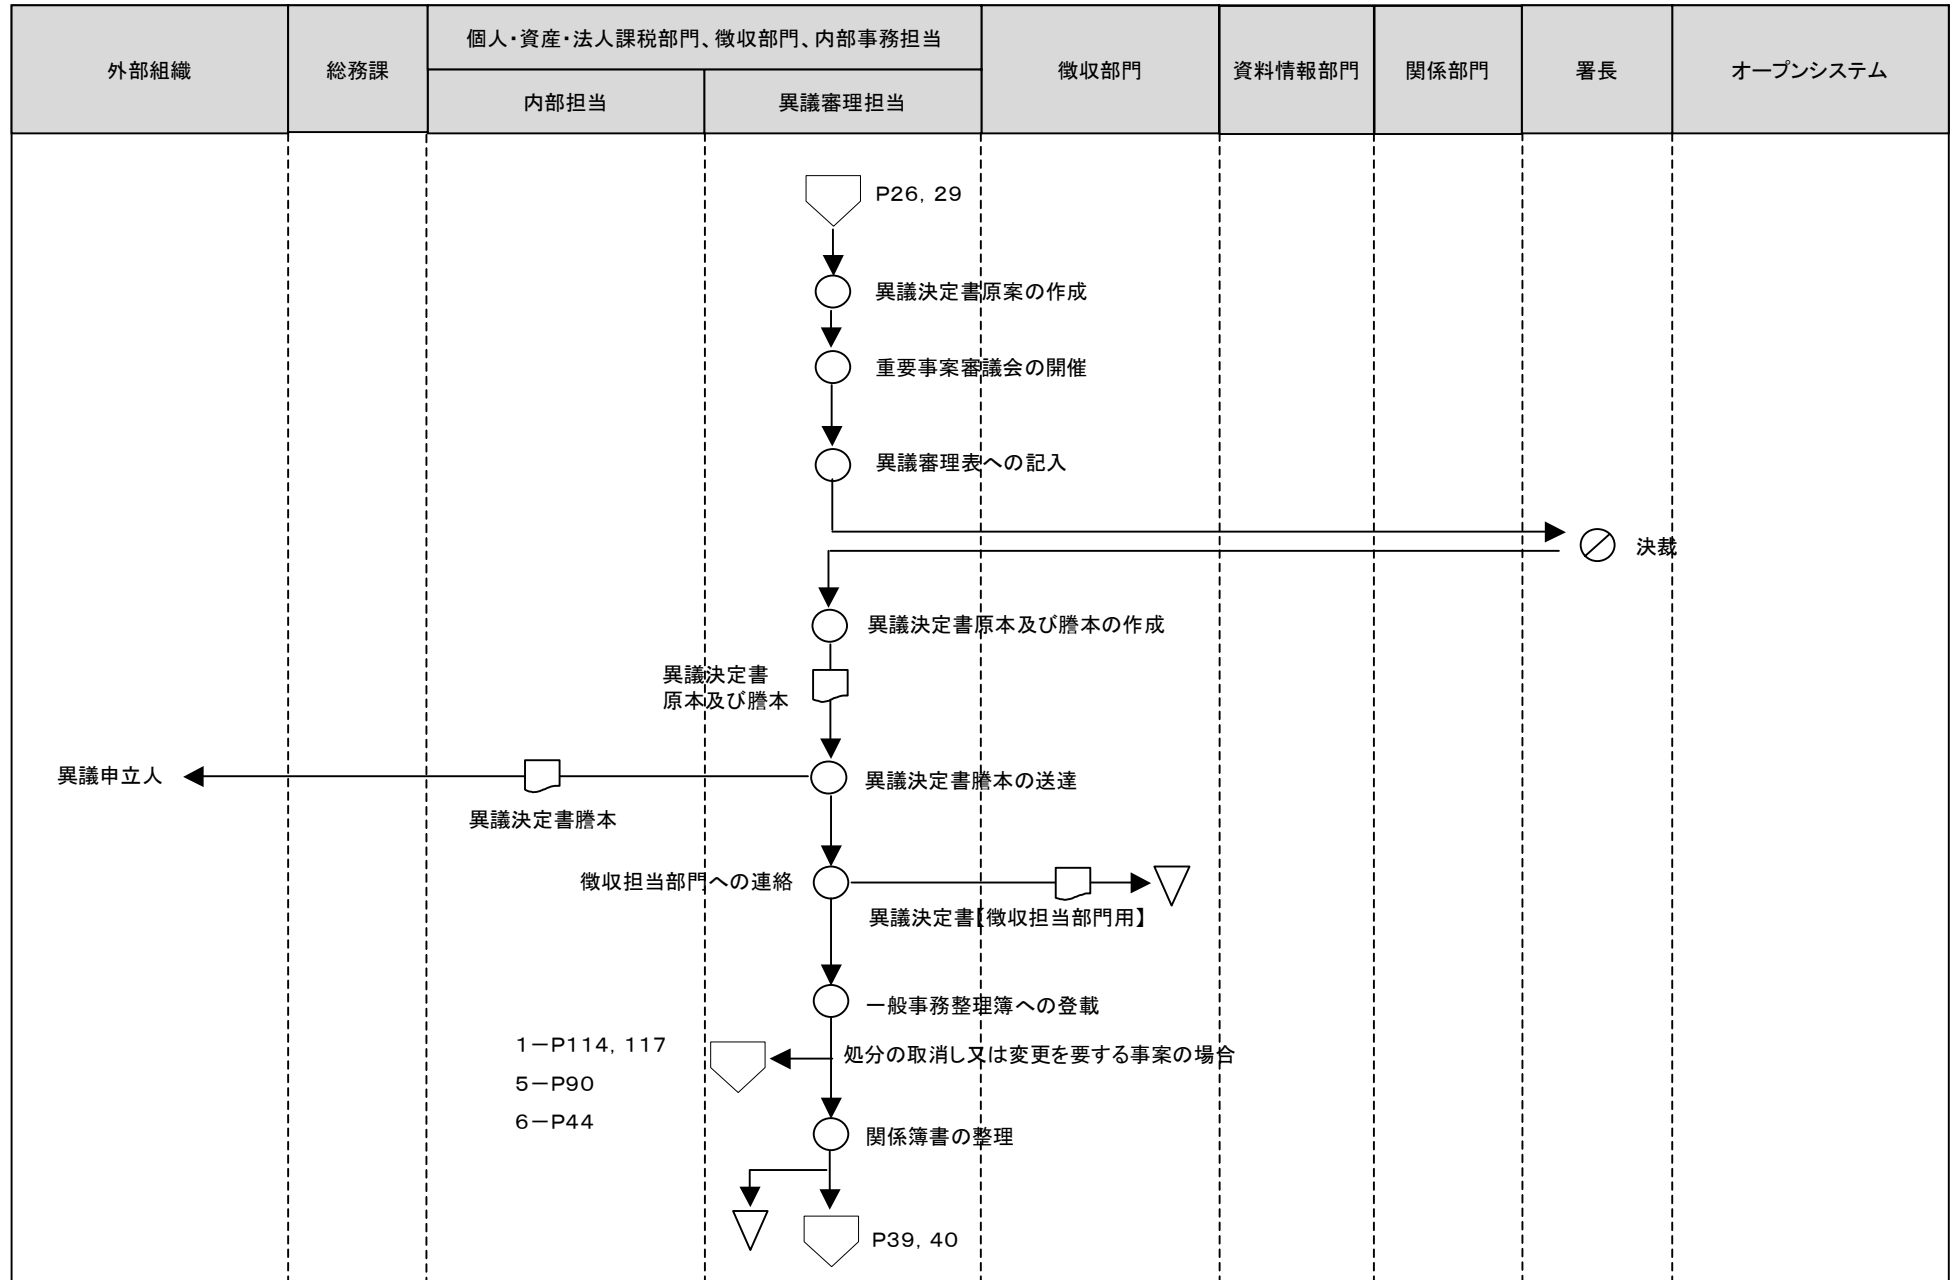 外部組織
総務課
個人・資産・法人課税部門、徴収部門、内部事務担当
内部担当
異議審理担当
徴収部門
資料情報部門
関係部門
署長
オープンシステム
P26, 29
異議決定書原案の作成
重要事案審議会の開催
異議審理表への記入
決裁
異議決定書原本及び謄本の作成
異議決定書
原本及び謄本
異議申立人
異議決定書謄本の送達
異議決定書謄本
徴収担当部門への連絡
異議決定書【徴収担当部門用】
一般事務整理簿への登載
1－P114, 117
処分の取消し又は変更を要する事案の場合
5－P90
6－P44
関係簿書の整理
P39, 40